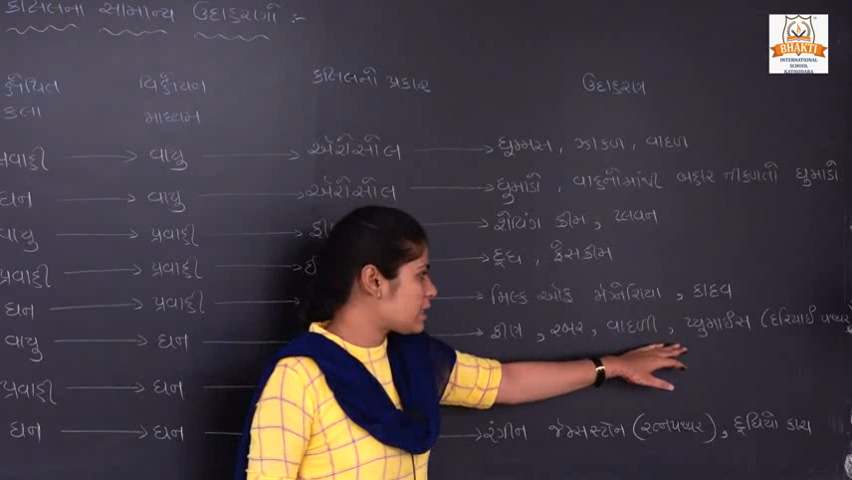 કલિલના સામાન્ય ઉદાહરણો :-
BHAKTI
INTERNATIONAL
SCHOOL
KATHODARA
વિક્ષેપિત વિક્ષેપન કલિલનો પ્રકાર ઉદાહરણ
કલા માધ્યમ
પ્રવાહી વાયુ એરોસોલ ધુમ્મસ, ઝાકળ, વાદળ
ઘન વાયુ એરોસોલ ધુમાડો, વાહનોમાંથી બહાર નીકળતો ધુમાડો
વાયુ પ્રવાહી શેવિંગ ક્રીમ,
પ્રવાહી પ્રવાહી દૂધ, ફેસક્રીમ
ઘન પ્રવાહી મિલ્ક ઓફ મેગ્નેશિયા, કાદવ
વાયુ ઘન ફીણ, રબર, વાદળી, પ્યુમાઈસ (દરિયાઈ પથ્થર
પ્રવાહી ઘન
ઘન ઘન રંગીન જેમ્સસ્ટોન (રત્નપથ્થર), દૂધિયો કાચ